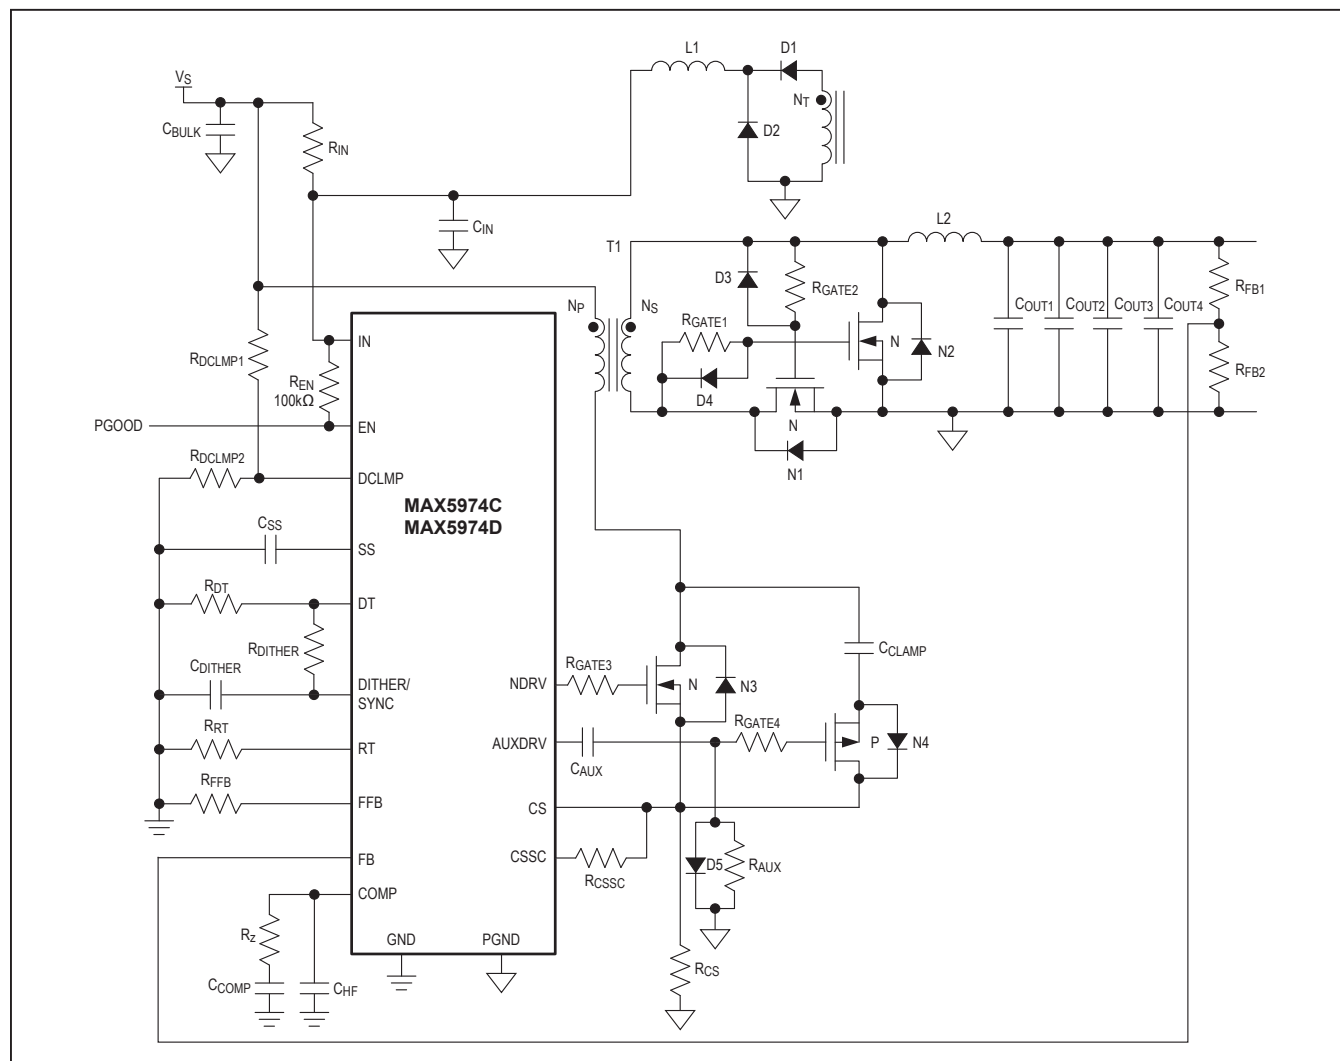 L1
D1
VS
NT
CBULK
RIN
D2
CIN
L2
T1
D3
RGATE2
RFB1
NP
NS
COUT1
COUT2
COUT3
COUT4
RGATE1
IN
N
N2
RDCLMP1
REN
100kΩ
D4
RFB2
PGOOD
EN
N
N1
RDCLMP2
DCLMP
MAX5974C
MAX5974D
CSS
SS
RDT
DT
RDITHER
CCLAMP
CDITHER
DITHER/
SYNC
NDRV
RGATE3
N
N3
RRT
RT
AUXDRV
CAUX
RGATE4
P
N4
RFFB
FFB
CS
FB
CSSC
RCSSC
D5
RAUX
COMP
RZ
GND
PGND
RCS
CCOMP
CHF